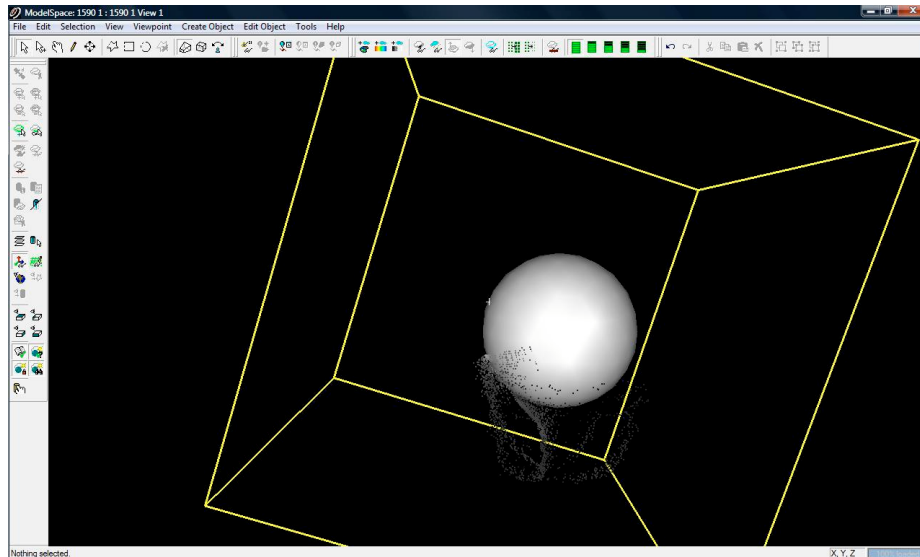 ModelSpace: 1590 1 : 1590 1 View 1
File Edit Selection View Viewpoint Create Object Edit Object Tools Help
Nothing selected. X, Y, Z